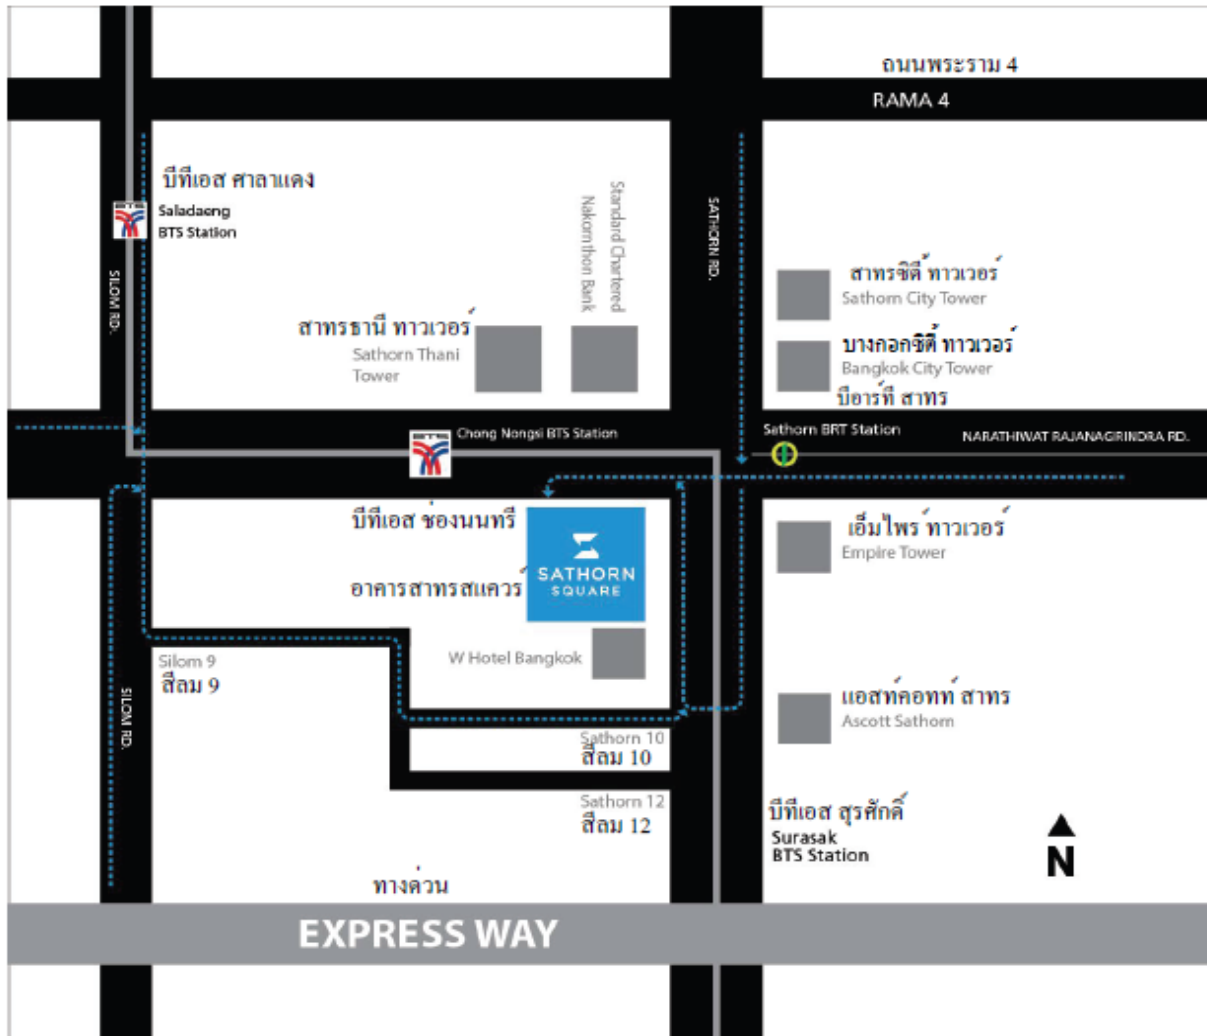 ถนนพระราม 4
RAMA 4
บีทีเอส ศาลาแดง
BTS
Saladaeng
BTS Station
SILOM RD.
Standard Chartered
Nakornthon Bank
SATHORN RD.
สาทรซิตี้ ทาวเวอร์
Sathorn City Tower
สาทรธานี ทาวเวอร์
Sathorn Thani
Tower
บางกอกซิตี้ ทาวเวอร์
Bangkok City Tower
บีอาร์ที สาทร
BTS
Chong Nongsi BTS Station
Sathorn BRT Station
NARATHIWAT RAJANAGIRINDRA RD.
บีทีเอส ช่องนนทรี
เอ็มไพร์ ทาวเวอร์
Empire Tower
อาคารสาทรสแควร์
SATHORN
SQUARE
W Hotel Bangkok
Silom 9
สีลม 9
SILOM RD.
แอสท์คอทท์ สาทร
Ascott Sathorn
Sathorn 10
สีลม 10
Sathorn 12
สีลม 12
บีทีเอส สุรศักดิ์
Surasak
BTS Station
N
ทางด่วน
EXPRESS WAY